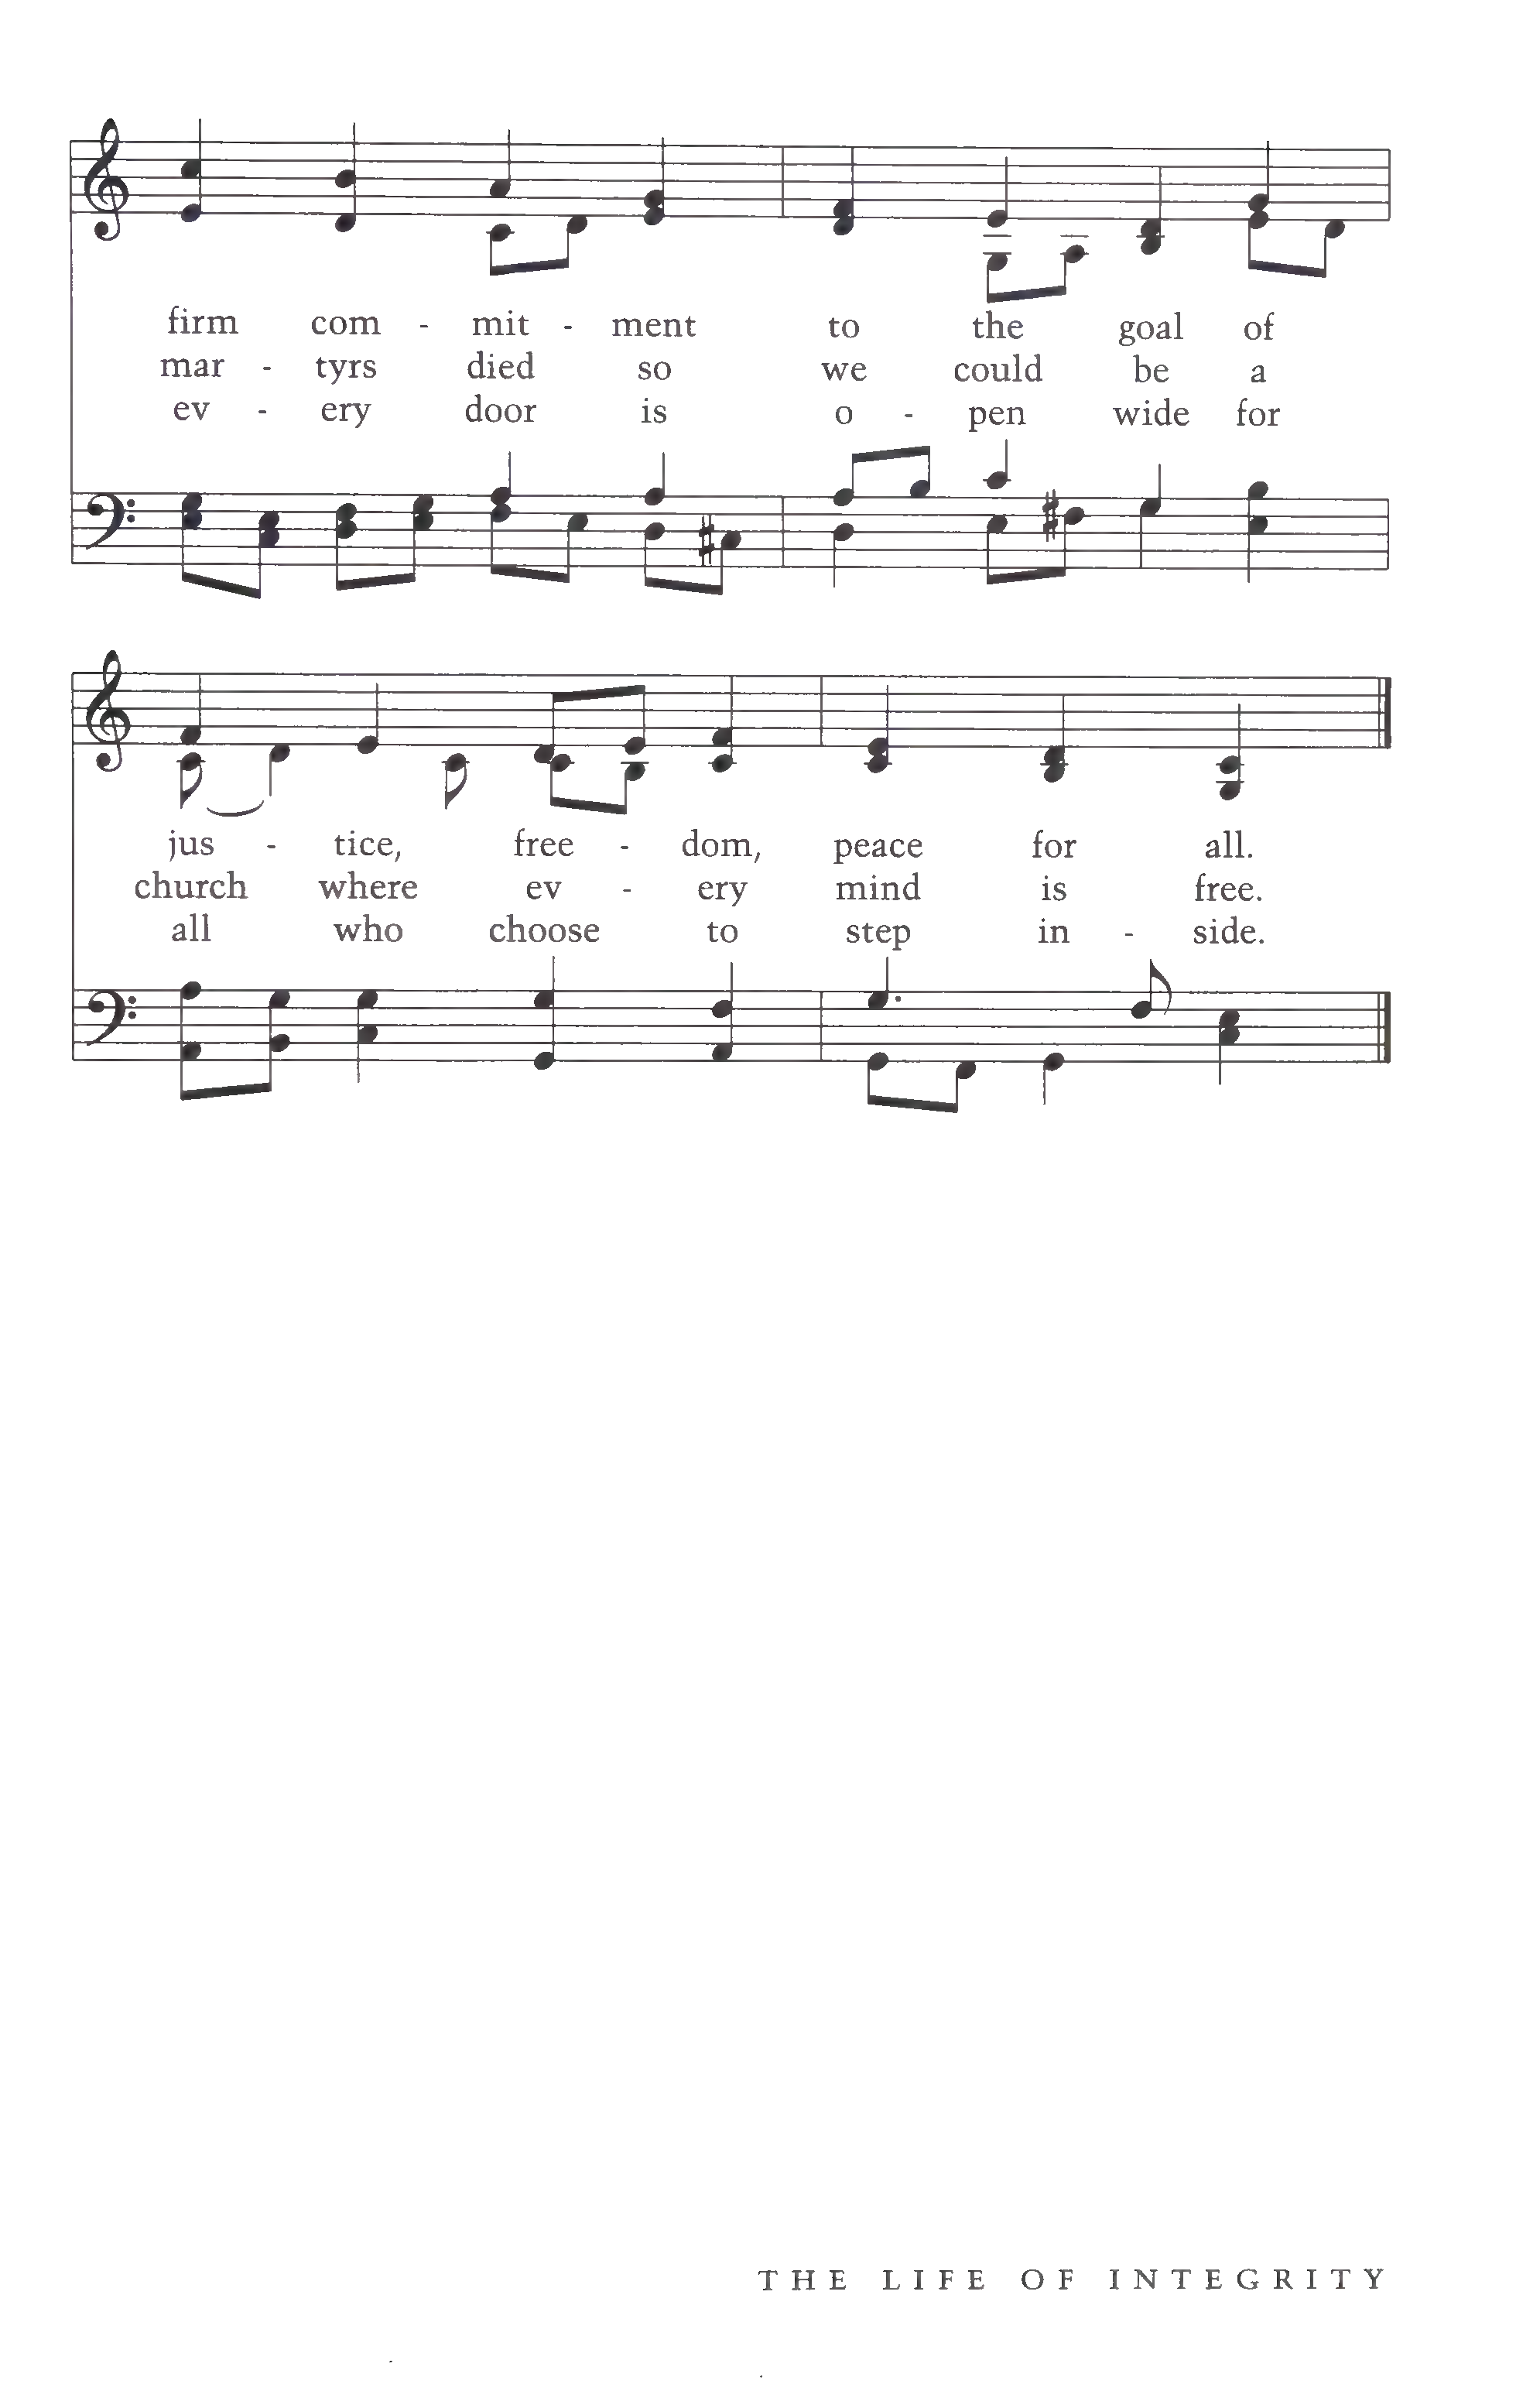 firm com - mit - ment to the goal of
mar - tyrs died so we could be a
ev - ery door is o - pen wide for
jus - tice, free - dom, peace for all.
church where ev - ery mind is free.
all who choose to step in - side.
THE LIFE OF INTEGRITY